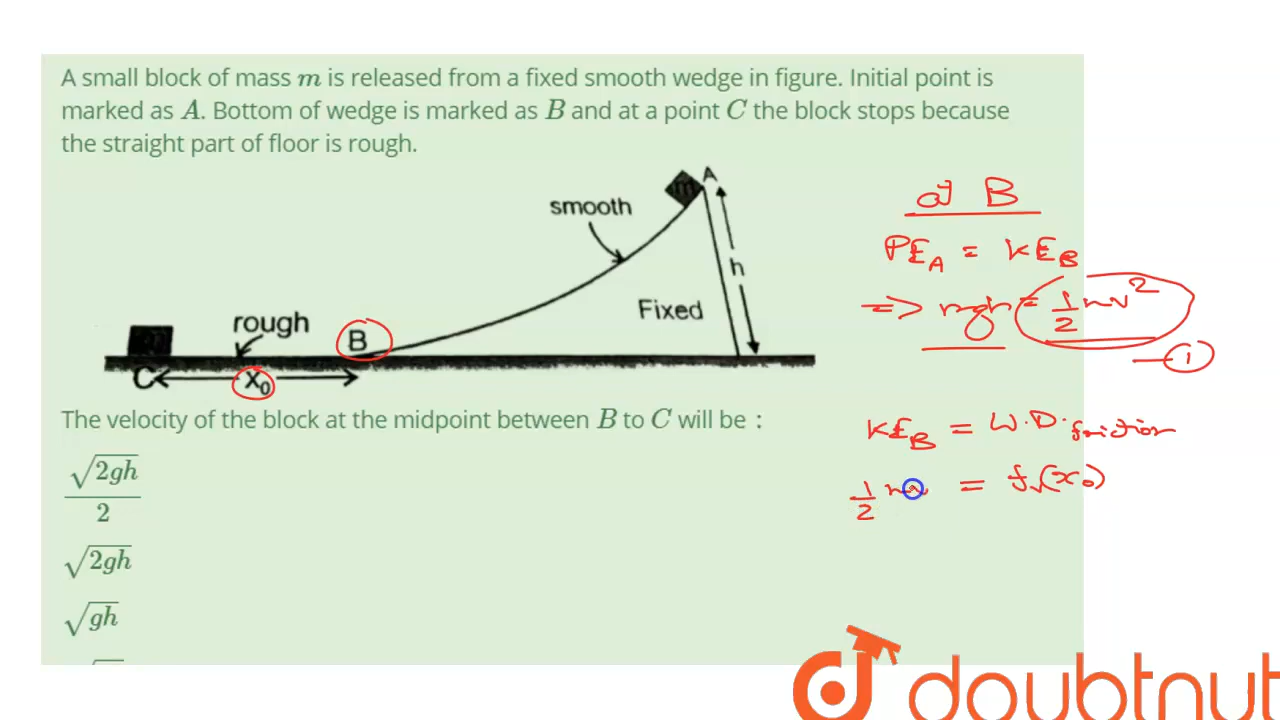 A small block of mass m is released from a fixed smooth wedge in figure. Initial point is
marked as A. Bottom of wedge is marked as B and at a point C the block stops because
the straight part of floor is rough.
m
A
smooth
h
Fixed
rough
B
C
x₀
The velocity of the block at the midpoint between B to C will be :
√2gh
2
√2gh
√gh
at B
PE_A = KE_B
=> mgh = 1/2 mv²
—①
KE_B = W.D. friction
1/2 = f(x₀)
doubtnut